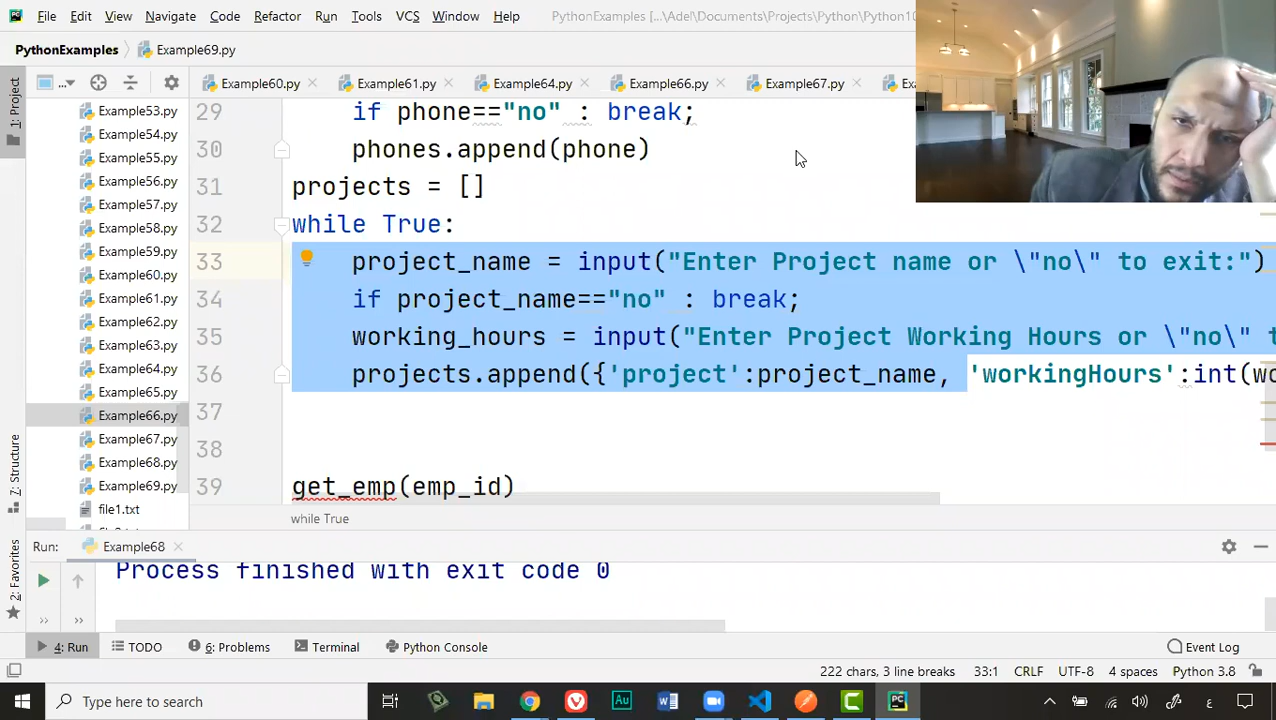 File Edit View Navigate Code Refactor Run Tools VCS Window Help PythonExamples [...\Adel\Documents\Projects\Python\Python10
PythonExamples Example69.py
1: Project
Example60.py Example61.py Example64.py Example66.py Example67.py
Example53.py
Example54.py
Example55.py
Example56.py
Example57.py
Example58.py
Example59.py
Example60.py
Example61.py
Example62.py
Example63.py
Example64.py
Example65.py
Example66.py
Example67.py
Example68.py
Example69.py
file1.txt
29 if phone=="no" : break;
30 phones.append(phone)
31 projects = []
32 while True:
33 project_name = input("Enter Project name or \"no\" to exit:")
34 if project_name=="no" : break;
35 working_hours = input("Enter Project Working Hours or \"no\" t
36 projects.append({'project':project_name, 'workingHours':int(wo
37
38
39 get_emp(emp_id)
while True
7: Structure
2: Favorites
Run: Example68
Process finished with exit code 0
4: Run TODO 6: Problems Terminal Python Console Event Log
222 chars, 3 line breaks 33:1 CRLF UTF-8 4 spaces Python 3.8
Type here to search ع